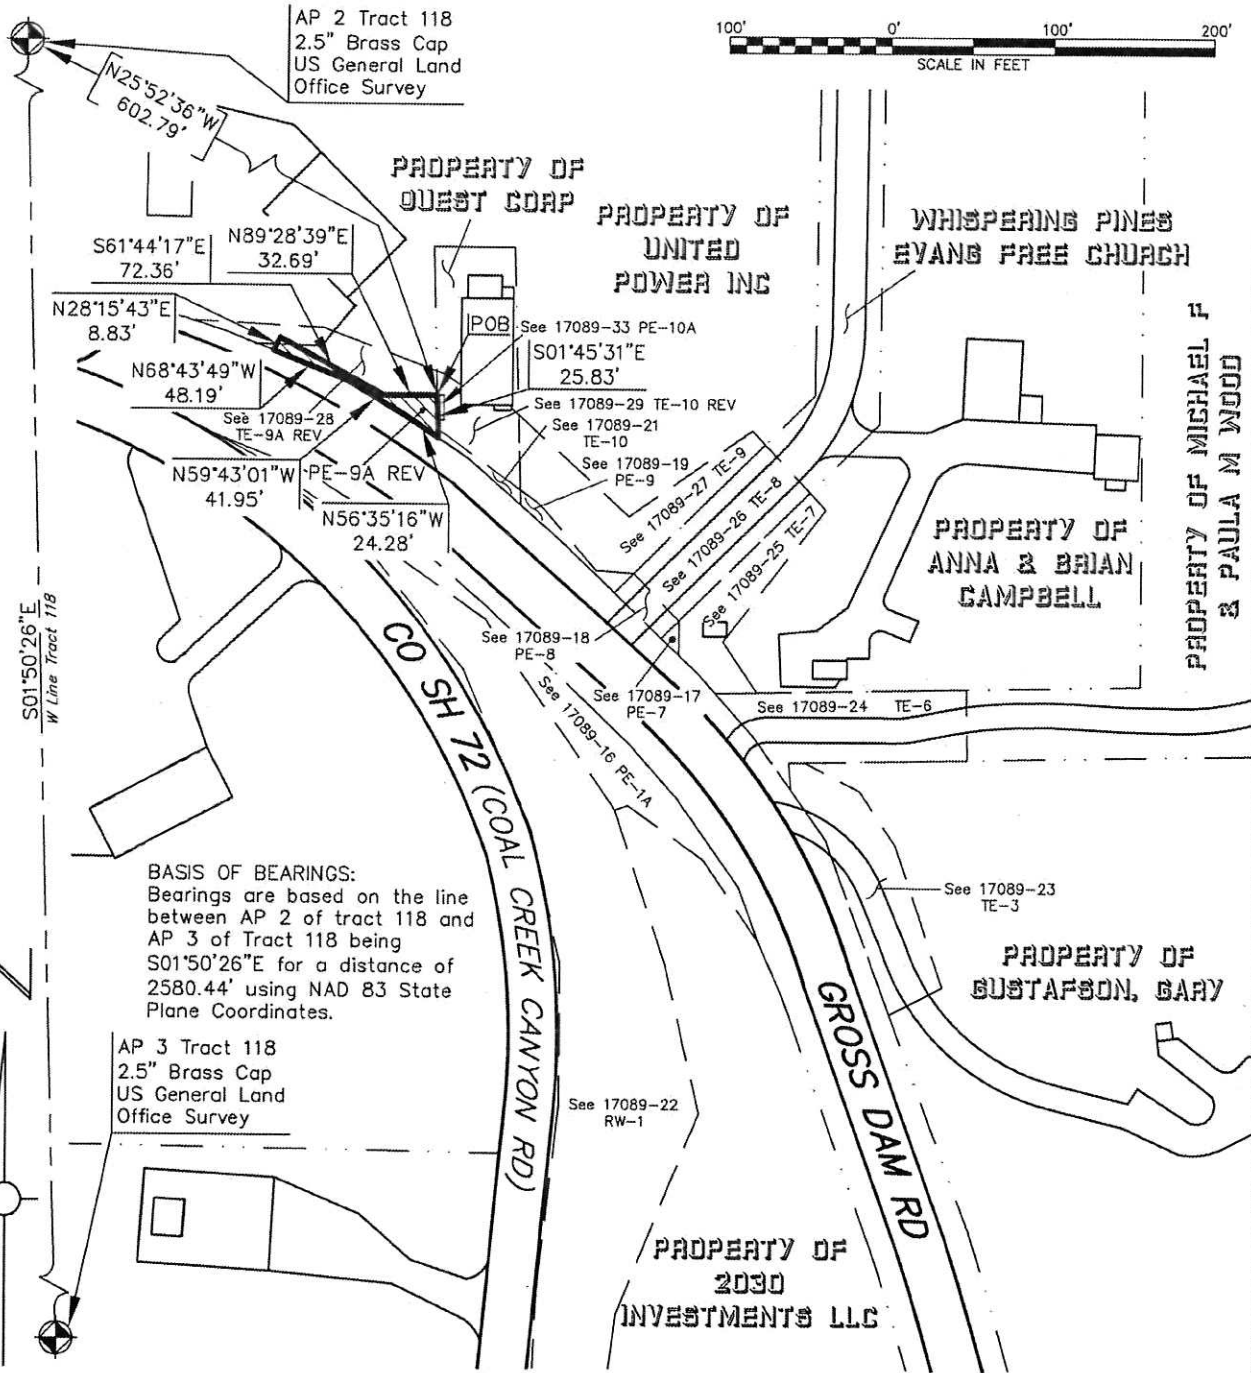 AP 2 Tract 118
2.5" Brass Cap
US General Land
Office Survey
100' 0' 100' 200'
SCALE IN FEET
N25°52'36"W
602.79'
PROPERTY OF
QUEST CORP
PROPERTY OF
UNITED
POWER INC
WHISPERING PINES
EVANG FREE CHURCH
S61°44'17"E
72.36'
N89°28'39"E
32.69'
N28°15'43"E
8.83'
POB
See 17089-33 PE-10A
S01°45'31"E
25.83'
N68°43'49"W
48.19'
See 17089-28
TE-9A REV
See 17089-29 TE-10 REV
See 17089-21
TE-10
See 17089-19
PE-9
N59°43'01"W
41.95'
PE-9A REV
N56°35'16"W
24.28'
See 17089-27 TE-9
See 17089-26 TE-8
See 17089-25 TE-7
PROPERTY OF
ANNA & BRIAN
CAMPBELL
PROPERTY OF MICHAEL F
& PAULA M WOOD
S01°50'26"E
W Line Tract 118
See 17089-18
PE-8
See 17089-17
PE-7
See 17089-16 PE-1A
See 17089-24 TE-6
CO SH 72 (COAL CREEK CANYON RD)
BASIS OF BEARINGS:
Bearings are based on the line
between AP 2 of tract 118 and
AP 3 of Tract 118 being
S01°50'26"E for a distance of
2580.44' using NAD 83 State
Plane Coordinates.
See 17089-23
TE-3
PROPERTY OF
GUSTAFSON, GARY
GROSS DAM RD
AP 3 Tract 118
2.5" Brass Cap
US General Land
Office Survey
See 17089-22
RW-1
PROPERTY OF
2030
INVESTMENTS LLC